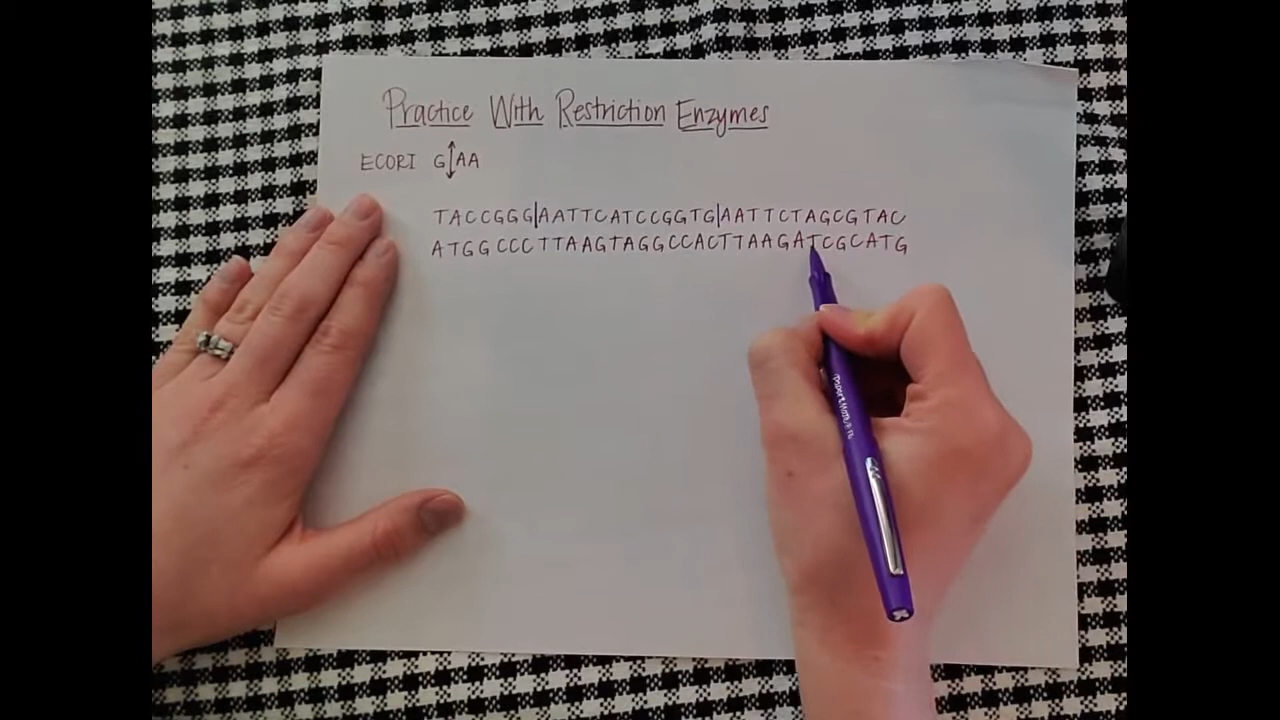 Practice With Restriction Enzymes
ECORI G↕AA
TACCGGG|AATTCATCCGGTG|AATTCTAGCGTAC
ATGGCCCTTAAGTAGGCCACTTAAGATCGCATG